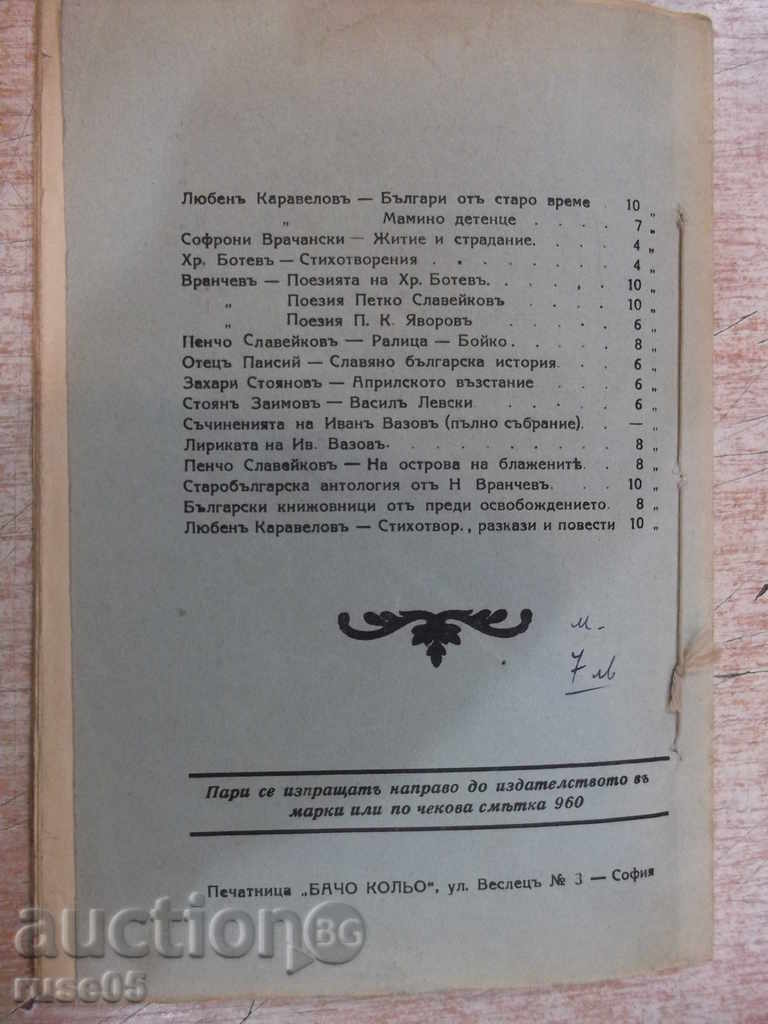 Любенъ Каравеловъ — Българи отъ старо време 10 „
„ Мамино детенце . . . . 7 „
Софрони Врачански — Житие и страдание. . . . 4 „
Хр. Ботевъ — Стихотворения . . . . . . . 4 „
Вранчевъ — Поезията на Хр. Ботевъ. . . . . 10 „
„ Поезия Петко Славейковъ . . . . 10 „
„ Поезия П. К. Яворовъ . . . . . 6 „
Пенчо Славейковъ — Ралица — Бойко . . . . . 8 „
Отецъ Паисий — Славяно българска история. . . . 6 „
Захари Стояновъ — Априлското възстание . . . . 6 „
Стоянъ Заимовъ — Василъ Левски . . . . . . 6 „
Съчиненията на Иванъ Вазовъ (пълно събрание). . — „
Лириката на Ив. Вазовъ. . . . . . . . . 8 „
Пенчо Славейковъ — На острова на блаженитѣ. . . 8 „
Старобългарска антология отъ Н Вранчевъ. . . . 10 „
Български книжовници отъ преди освобождението. 8 „
Любенъ Каравеловъ — Стихотвор., разкази и повести 10 „
м.
7 лв
Пари се изпращатъ направо до издателството въ
марки или по чекова смѣтка 960
Печатница „БАЧО КОЛЬО“, ул. Веслецъ № 3 — София
auction BG
ruse05